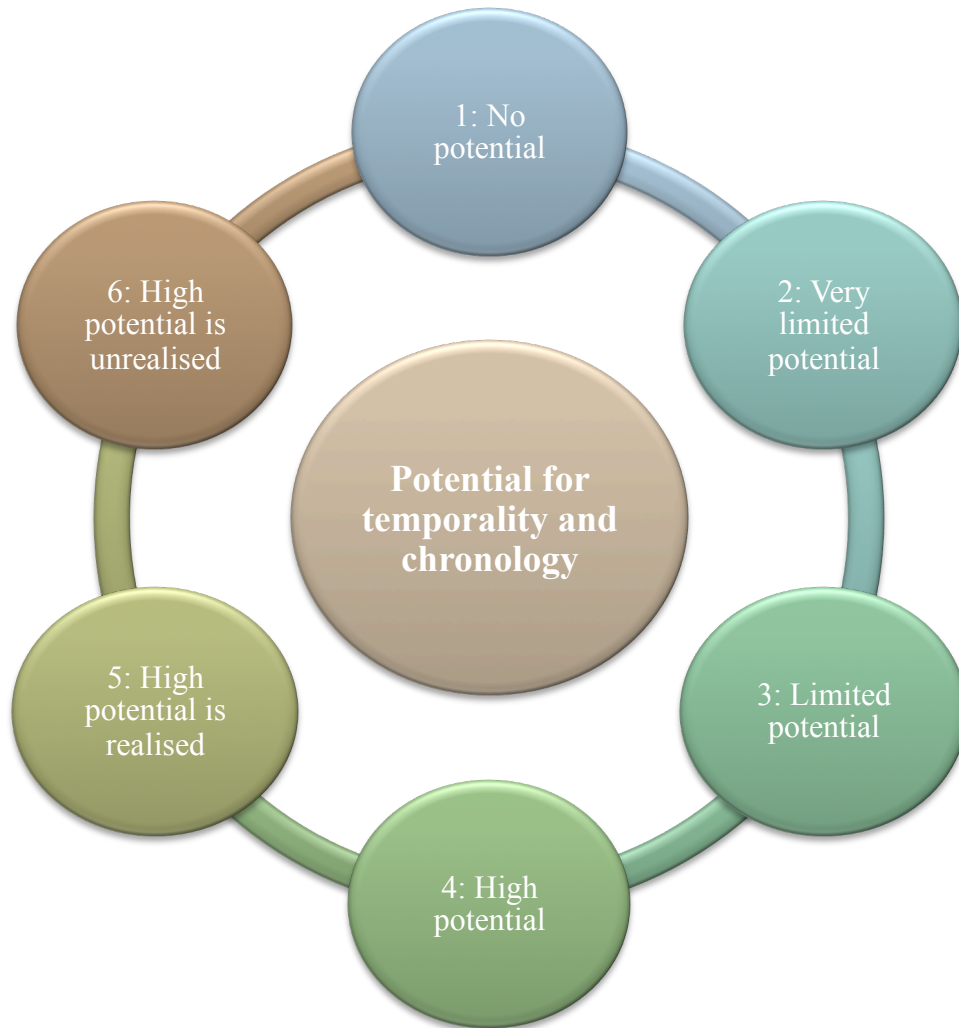 1: No
potential
2: Very
limited
potential
3: Limited
potential
4: High
potential
5: High
potential is
realised
6: High
potential is
unrealised
Potential for
temporality and
chronology